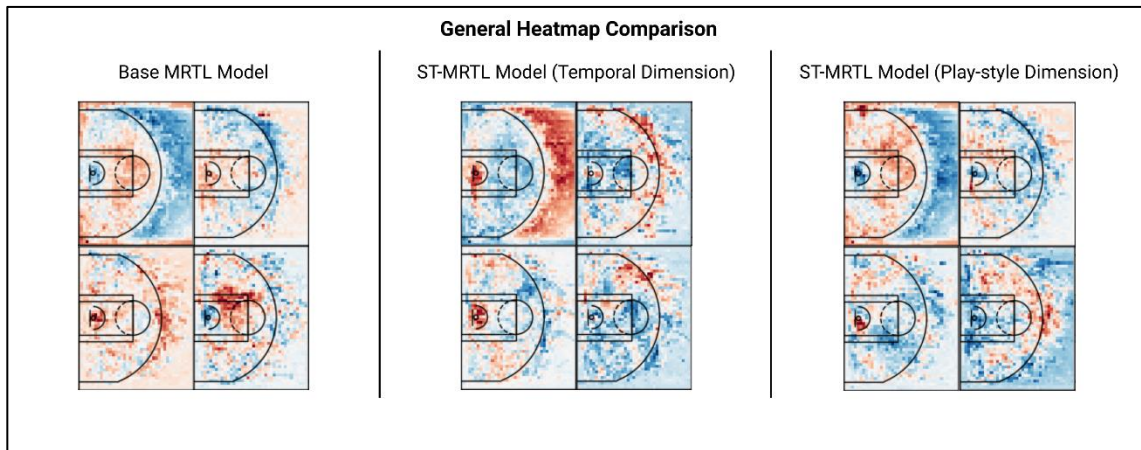 General Heatmap Comparison
Base MRTL Model
ST-MRTL Model (Temporal Dimension)
ST-MRTL Model (Play-style Dimension)